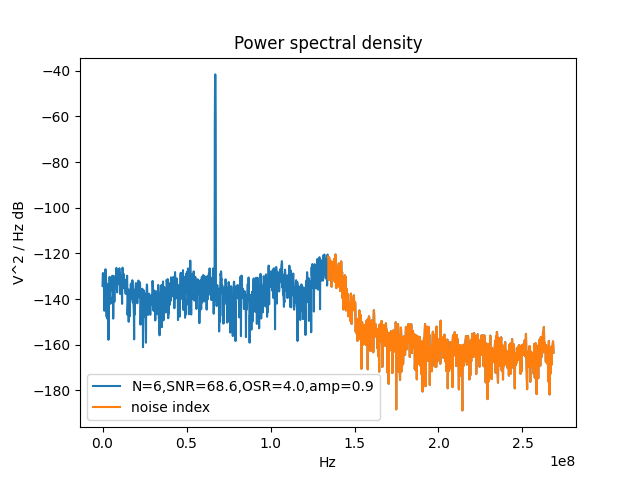 Power spectral density
V^2 / Hz dB
−40
−60
−80
−100
−120
−140
−160
−180
N=6,SNR=68.6,OSR=4.0,amp=0.9
noise index
0.0 0.5 1.0 1.5 2.0 2.5
1e8
Hz